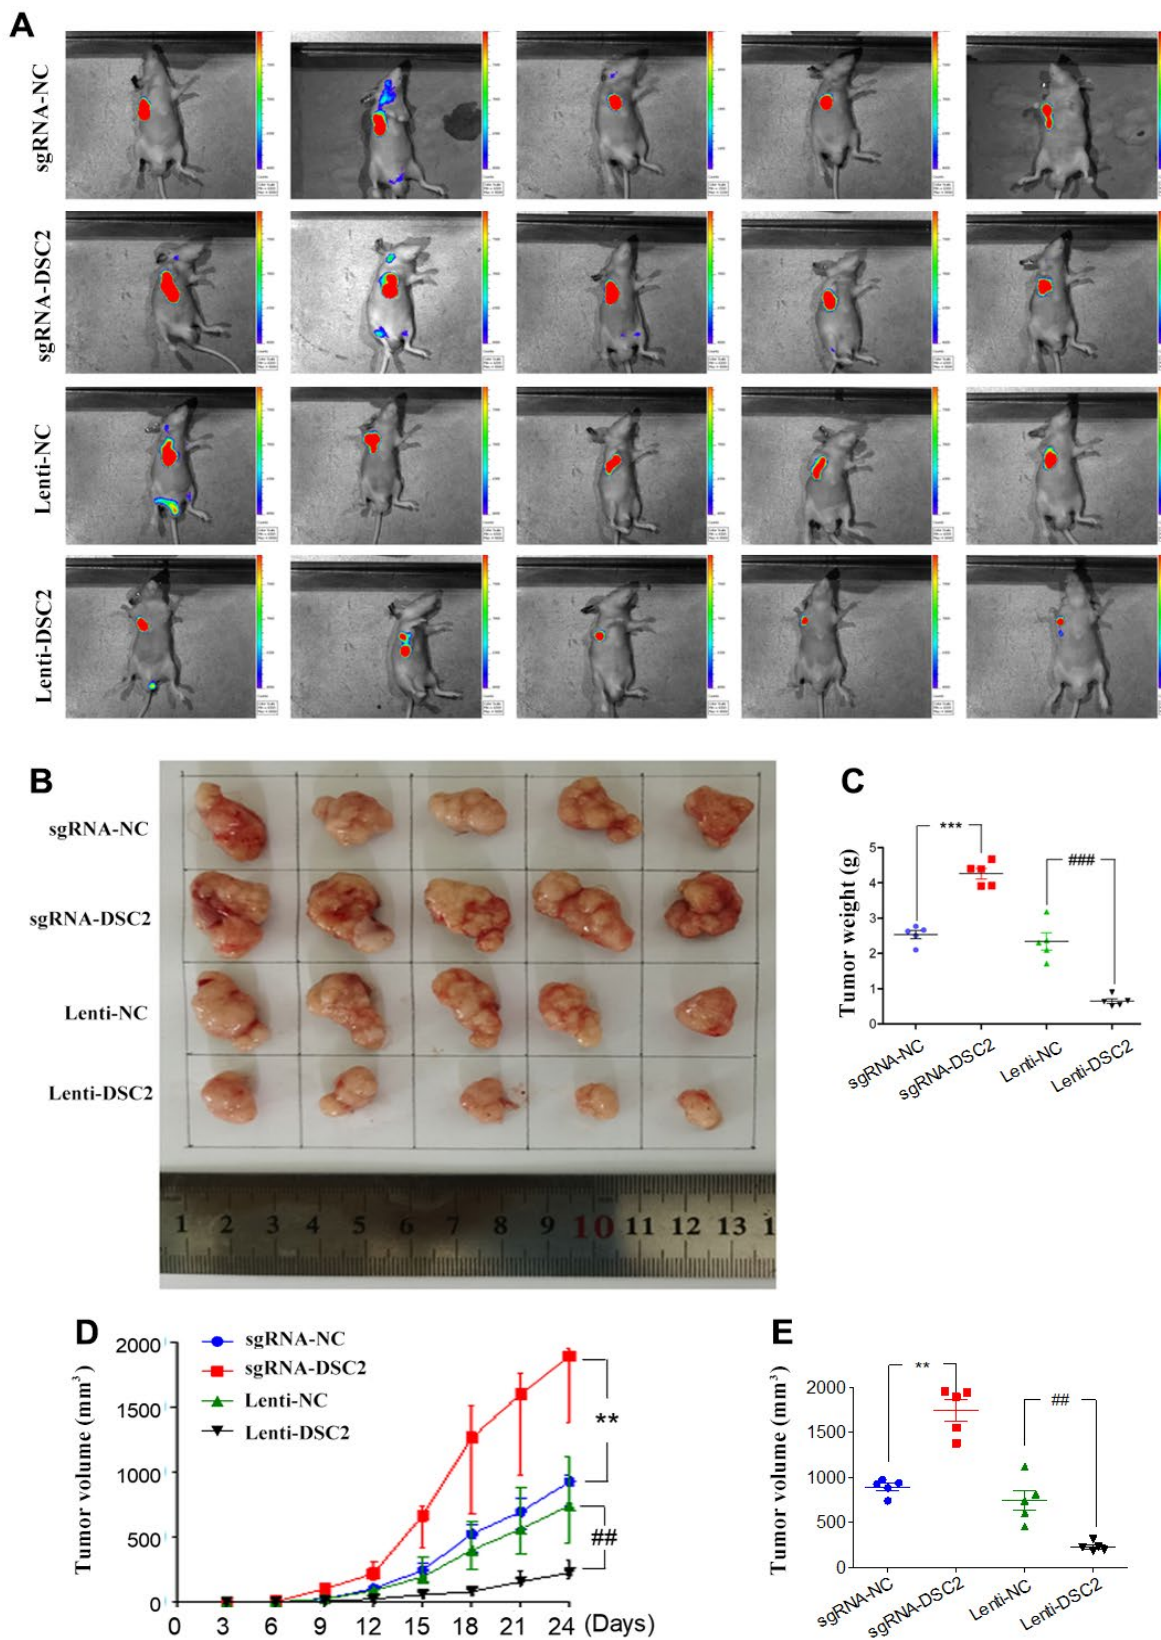 A
sgRNA-NC
sgRNA-DSC2
Lenti-NC
Lenti-DSC2
B
sgRNA-NC
sgRNA-DSC2
Lenti-NC
Lenti-DSC2
1 2 3 4 5 6 7 8 9 10 11 12 13 1
C
Tumor weight (g)
***
###
5
4
3
2
1
0
sgRNA-NC
sgRNA-DSC2
Lenti-NC
Lenti-DSC2
D
sgRNA-NC
sgRNA-DSC2
Lenti-NC
Lenti-DSC2
Tumor volume (mm³)
2000
1500
1000
500
0
**
##
0 3 6 9 12 15 18 21 24 (Days)
E
Tumor volume (mm³)
**
##
2000
1500
1000
500
0
sgRNA-NC
sgRNA-DSC2
Lenti-NC
Lenti-DSC2